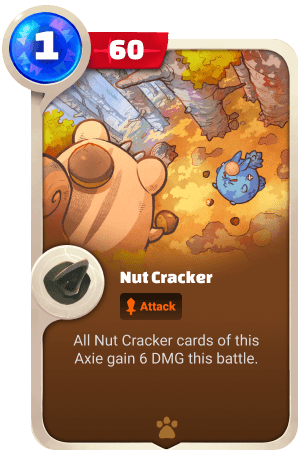 1
60
Nut Cracker
Attack
All Nut Cracker cards of this
Axie gain 6 DMG this battle.